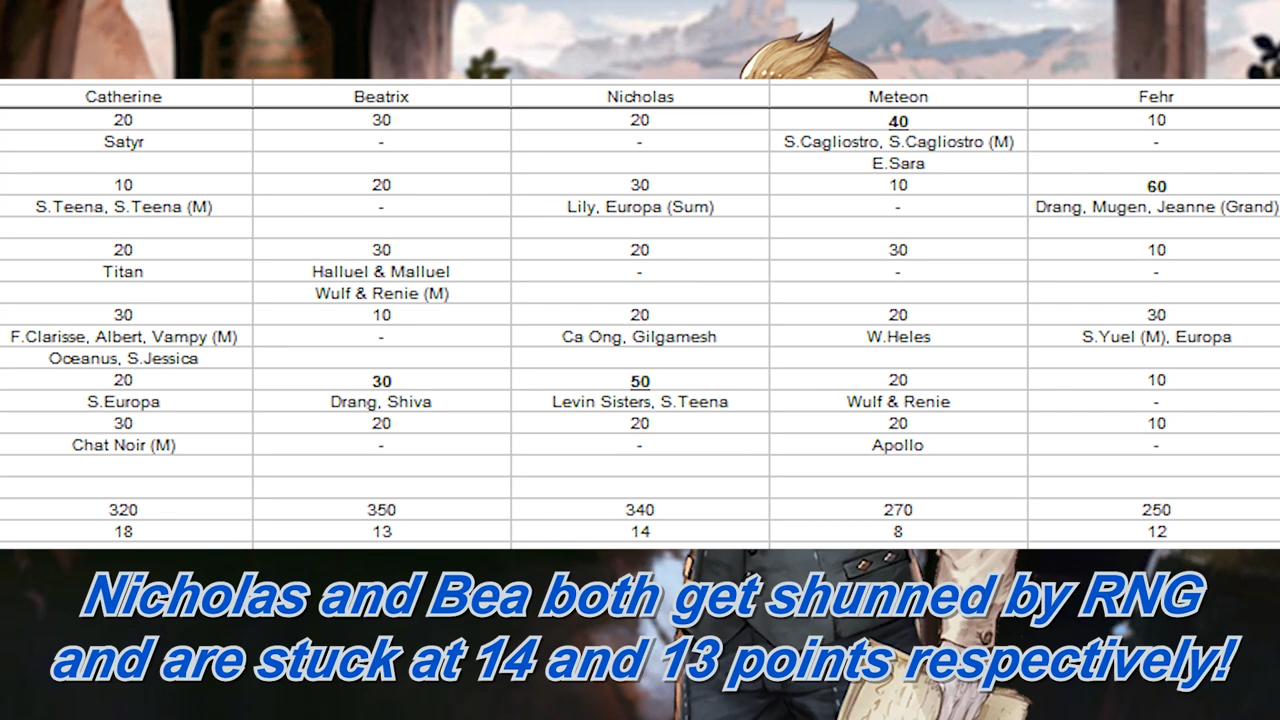 Catherine Beatrix Nicholas Meteon Fehr
20 30 20 40 10
Satyr - - S.Cagliostro, S.Cagliostro (M) -
E.Sara
10 20 30 10 60
S.Teena, S.Teena (M) - Lily, Europa (Sum) - Drang, Mugen, Jeanne (Grand)
20 30 20 30 10
Titan Halluel & Malluel - - -
Wulf & Renie (M)
30 10 20 20 30
F.Clarisse, Albert, Vampy (M) - Ca Ong, Gilgamesh W.Heles S.Yuel (M), Europa
Oceanus, S.Jessica
20 30 50 20 10
S.Europa Drang, Shiva Levin Sisters, S.Teena Wulf & Renie -
30 20 20 20 10
Chat Noir (M) - - Apollo -
320 350 340 270 250
18 13 14 8 12
Nicholas and Bea both get shunned by RNG
and are stuck at 14 and 13 points respectively!